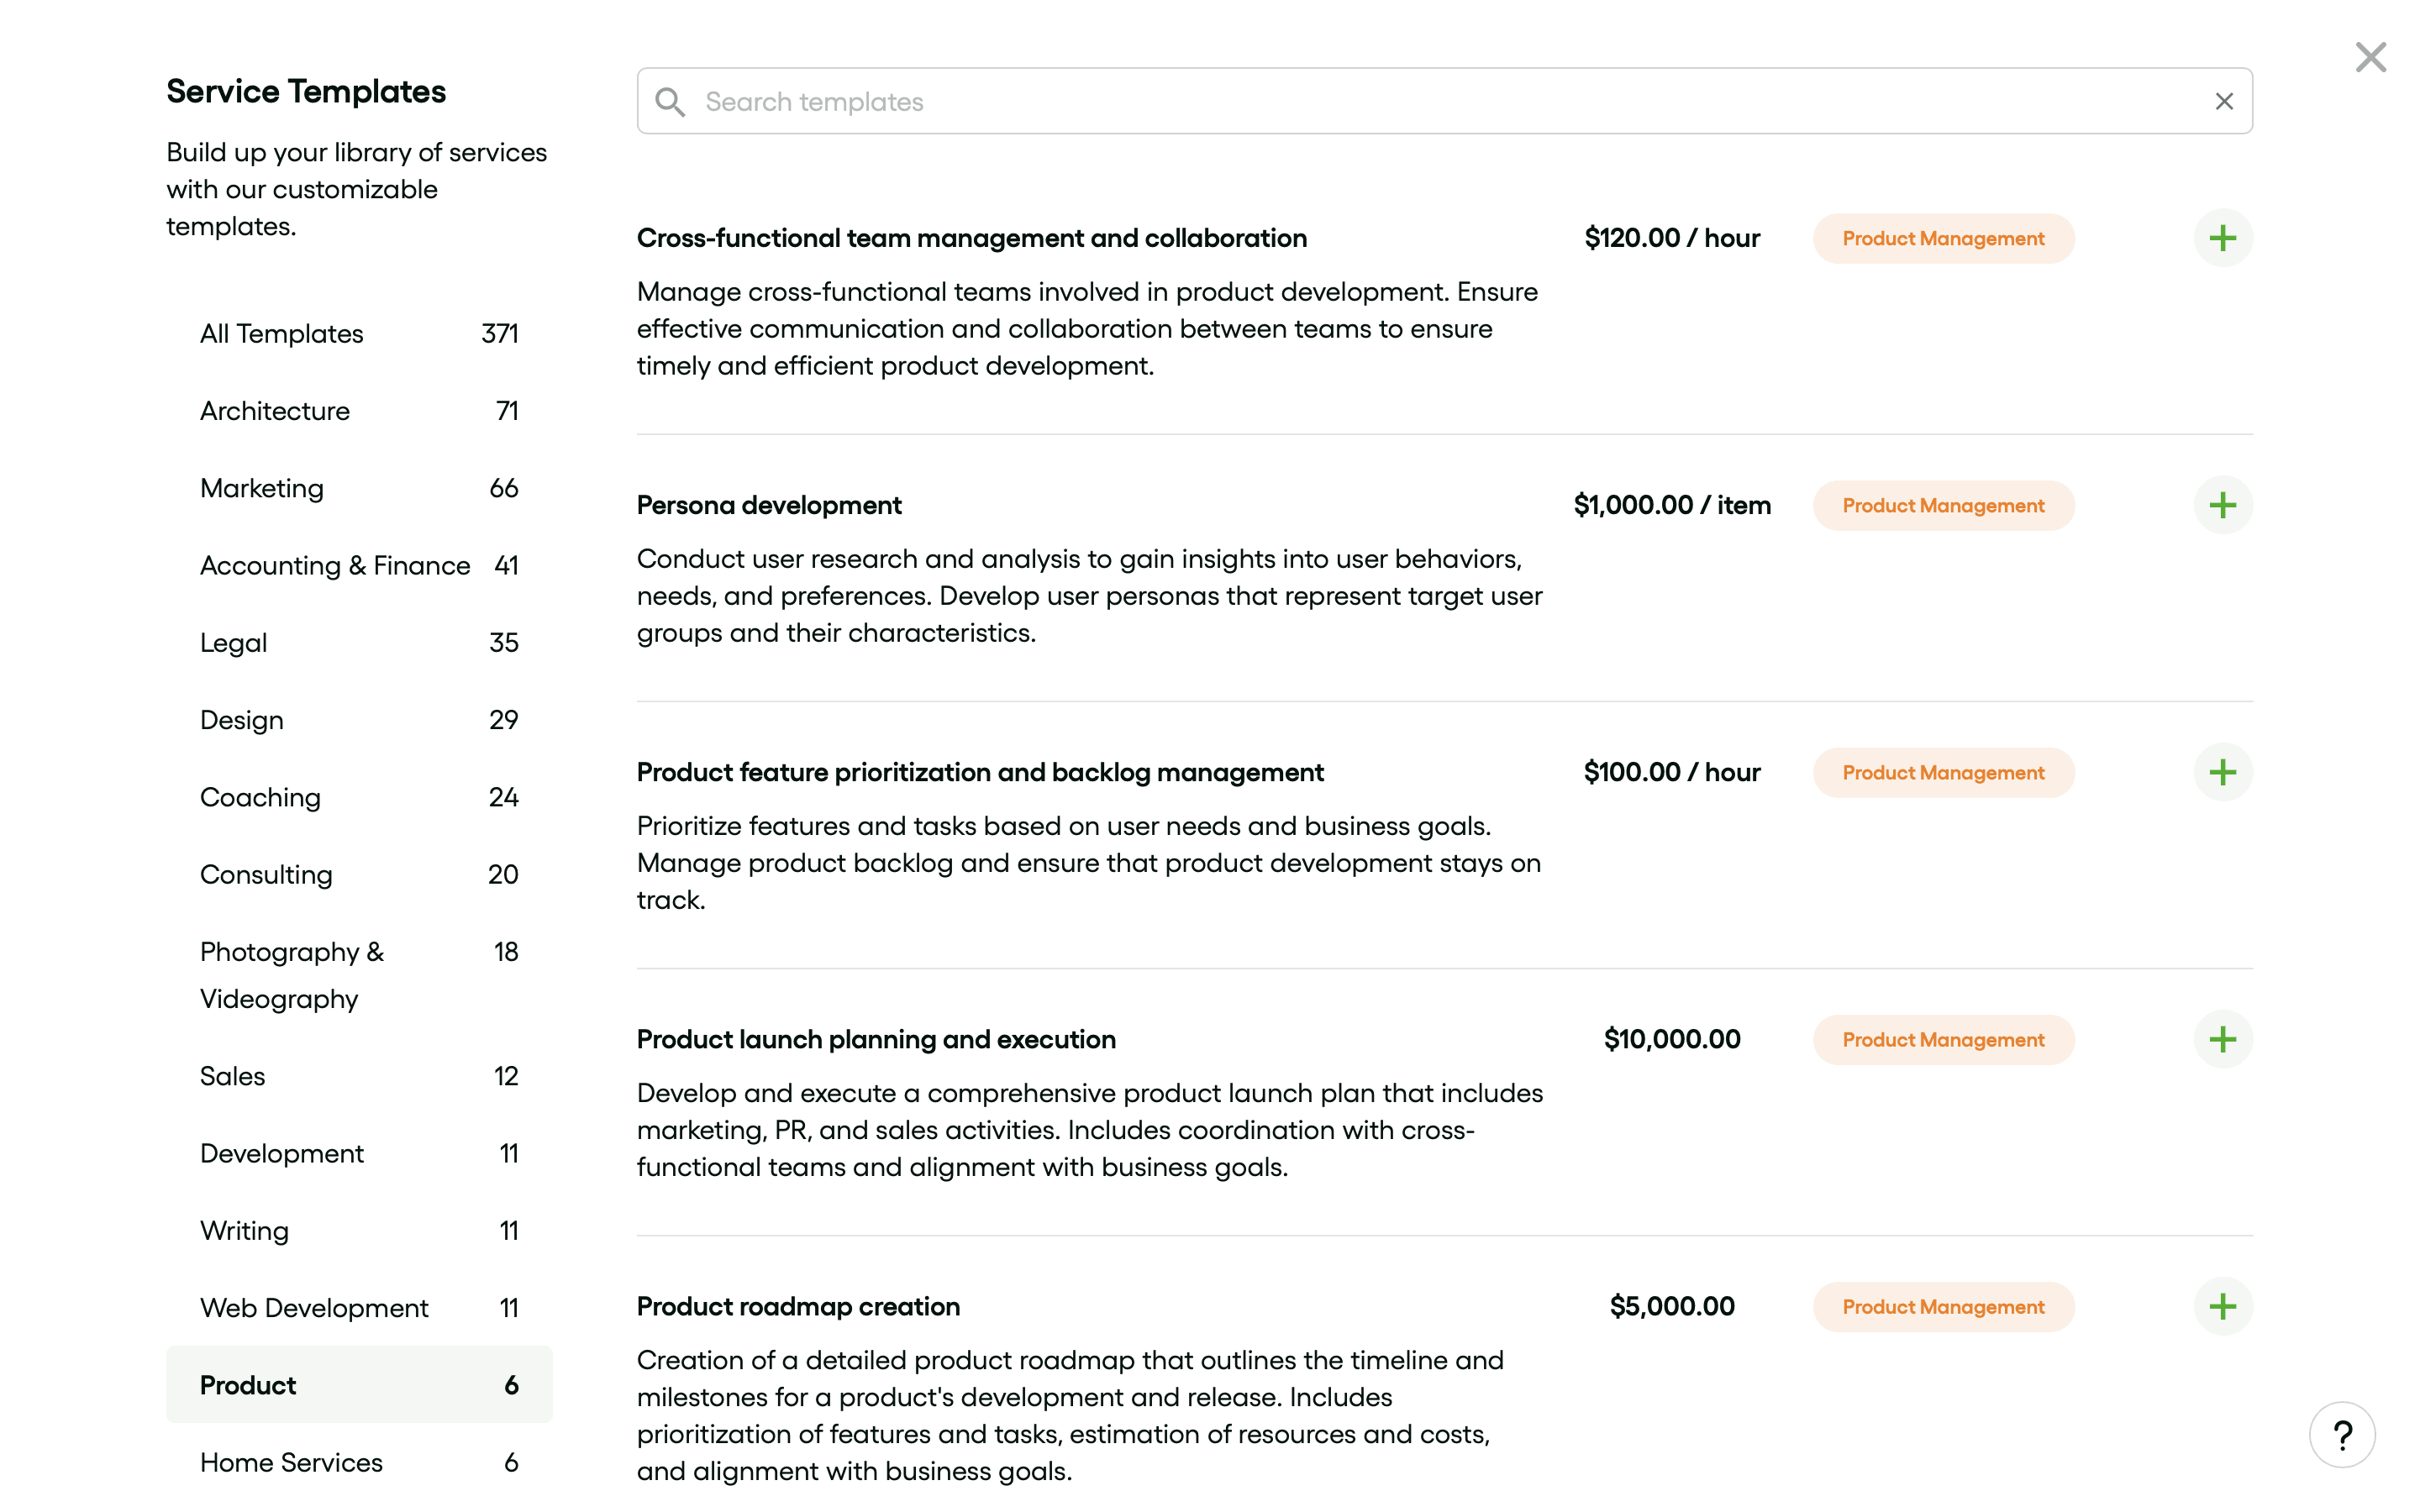 Service Templates
Build up your library of services
with our customizable
templates.
All Templates 371
Architecture 71
Marketing 66
Accounting & Finance 41
Legal 35
Design 29
Coaching 24
Consulting 20
Photography & 18
Videography
Sales 12
Development 11
Writing 11
Web Development 11
Product 6
Home Services 6
Search templates
Cross-functional team management and collaboration $120.00 / hour Product Management
Manage cross-functional teams involved in product development. Ensure
effective communication and collaboration between teams to ensure
timely and efficient product development.
Persona development $1,000.00 / item Product Management
Conduct user research and analysis to gain insights into user behaviors,
needs, and preferences. Develop user personas that represent target user
groups and their characteristics.
Product feature prioritization and backlog management $100.00 / hour Product Management
Prioritize features and tasks based on user needs and business goals.
Manage product backlog and ensure that product development stays on
track.
Product launch planning and execution $10,000.00 Product Management
Develop and execute a comprehensive product launch plan that includes
marketing, PR, and sales activities. Includes coordination with cross-
functional teams and alignment with business goals.
Product roadmap creation $5,000.00 Product Management
Creation of a detailed product roadmap that outlines the timeline and
milestones for a product's development and release. Includes
prioritization of features and tasks, estimation of resources and costs,
and alignment with business goals.
?